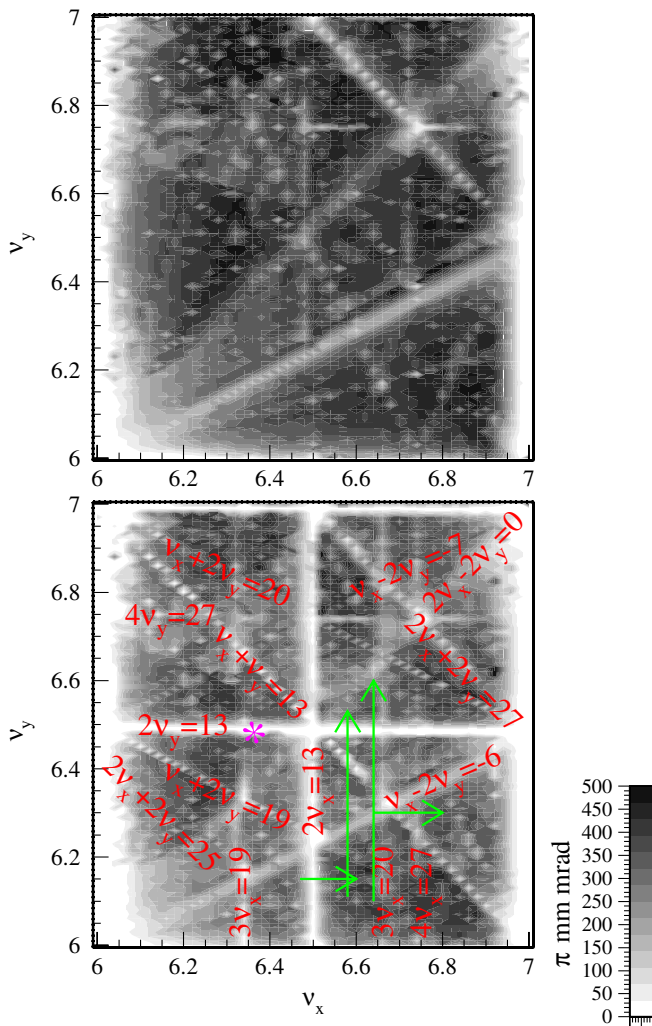 7
6.8
6.6
6.4
6.2
6
ν_y
6 6.2 6.4 6.6 6.8 7
7
6.8
6.6
6.4
6.2
6
ν_y
ν_x+2ν_y=20
4ν_y=27
ν_x+ν_y=13
ν_x-2ν_y=-7
2ν_x-2ν_y=0
2ν_x+2ν_y=27
2ν_y=13 *
2ν_x=13
ν_x-2ν_y=-6
ν_x+2ν_y=19
2ν_x+2ν_y=25
3ν_x=19
3ν_x=20
4ν_x=27
6 6.2 6.4 6.6 6.8 7
ν_x
500
450
400
350
300
250
200
150
100
50
0
π mm mrad